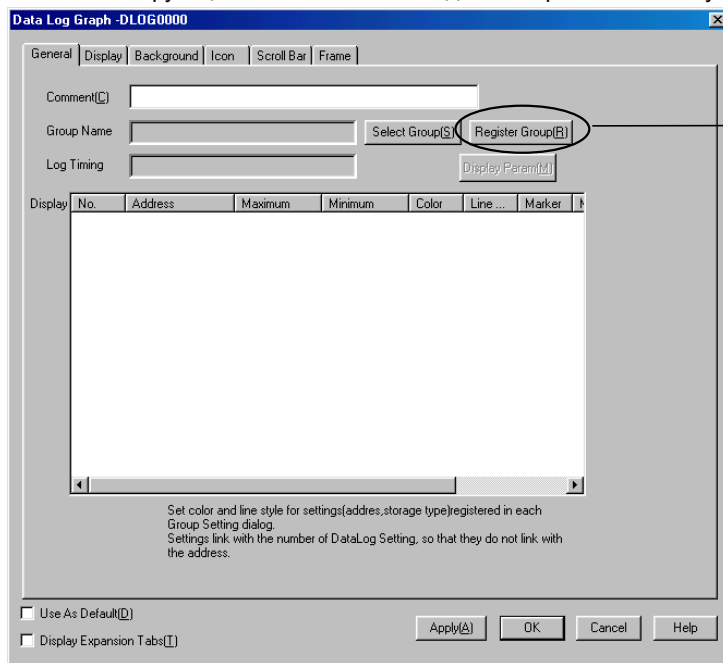 Data Log Graph -DLOG0000
General Display Background Icon Scroll Bar Frame
Comment(C)
Group Name Select Group(S) Register Group(R)
Log Timing Display Param(M)
Display No. Address Maximum Minimum Color Line ... Marker
Set color and line style for settings(addres,storage type)registered in each
Group Setting dialog.
Settings link with the number of DataLog Setting, so that they do not link with
the address.
Use As Default(D)
Display Expansion Tabs(T)
Apply(A) OK Cancel Help